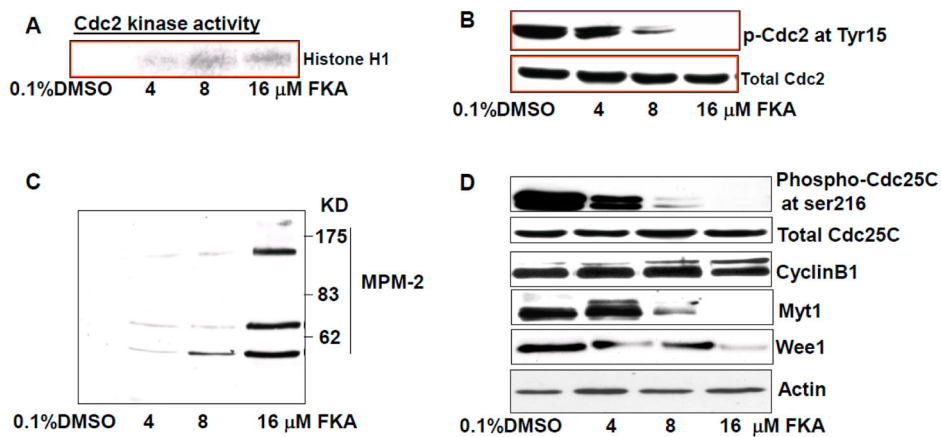 A
Cdc2 kinase activity
Histone H1
0.1%DMSO 4 8 16 μM FKA
B
p-Cdc2 at Tyr15
Total Cdc2
0.1%DMSO 4 8 16 μM FKA
C
KD
175
83
62
MPM-2
0.1%DMSO 4 8 16 μM FKA
D
Phospho-Cdc25C
at ser216
Total Cdc25C
CyclinB1
Myt1
Wee1
Actin
0.1%DMSO 4 8 16 μM FKA